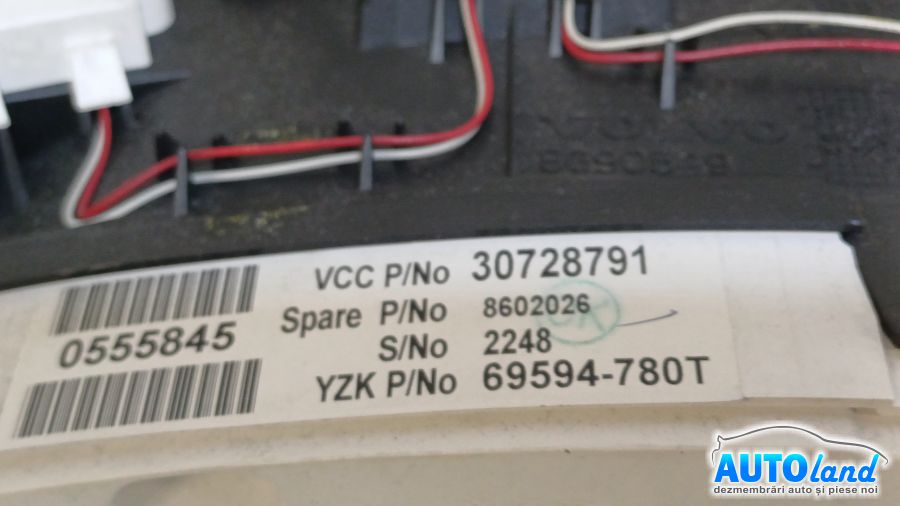 VOLVO
VCC P/No 30728791
Spare P/No 8602026
S/No 2248
YZK P/No 69594-780T
0555845
OK
AUTOland
dezmembrări auto și piese noi